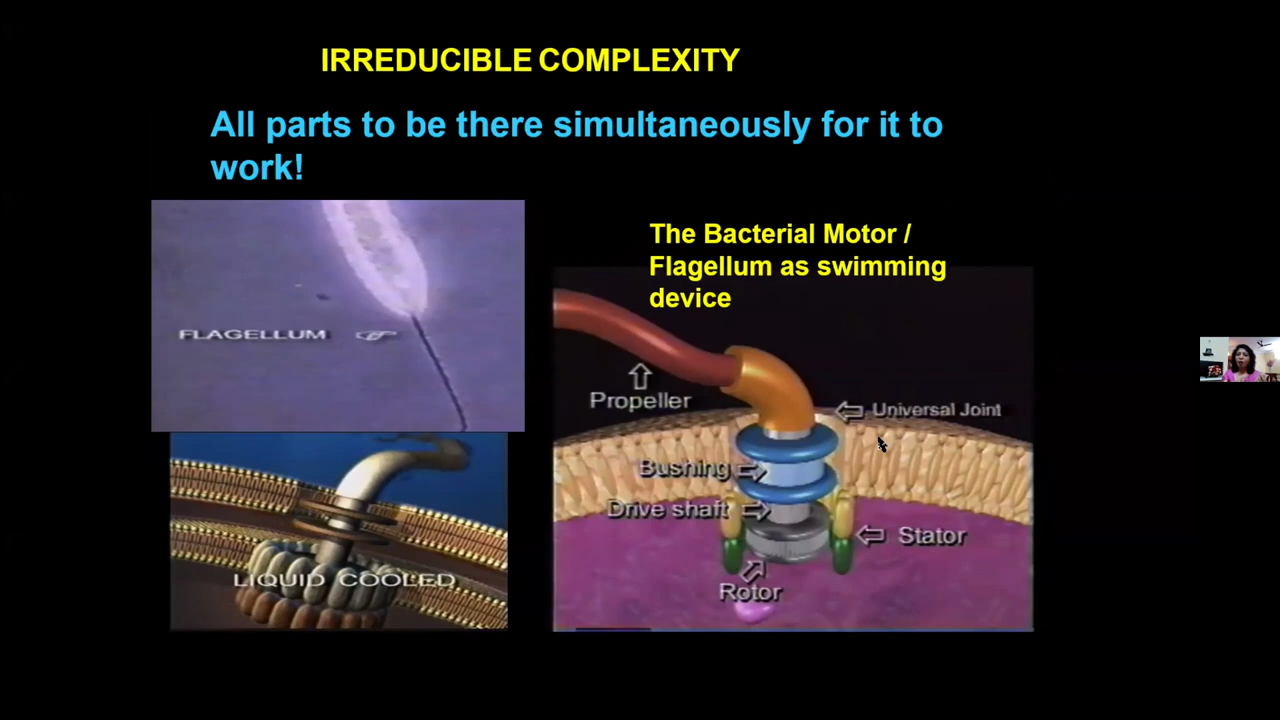 IRREDUCIBLE COMPLEXITY
All parts to be there simultaneously for it to
work!
FLAGELLUM
LIQUID COOLED
The Bacterial Motor /
Flagellum as swimming
device
Propeller
Universal Joint
Bushing
Drive shaft
Stator
Rotor